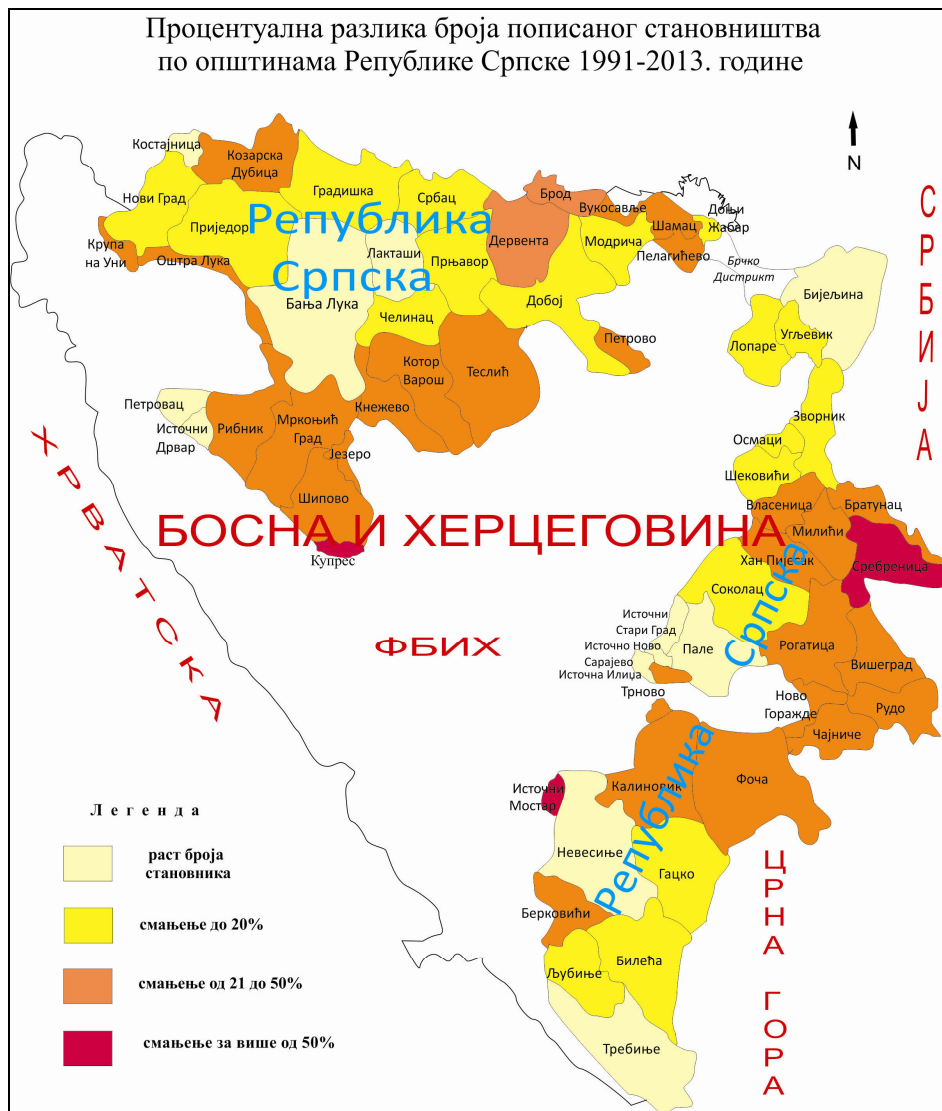 Процентуална разлика броја пописаног становништва
по општинама Републике Српске 1991-2013. године
N
Костајница
Козарска
Дубица
Нови Град
Градишка
Србац
Брод
Вукосавље
Доњи
Жабар
Шамац
Пелагићево
Модрича
Дервента
Приједор
Република
Српска
Крупа
на Уни
Оштра Лука
Лакташи
Прњавор
Брчко
Дистрикт
Бања Лука
Челинац
Добој
Петрово
Бијељина
Угљевик
Лопаре
СРБИЈА
Котор
Варош
Теслић
Кнежево
Петровац
Источни
Дрвар
Рибник
Мркоњић
Град
Језеро
Шипово
Купрес
Зворник
Осмаци
Шековићи
Власеница
Братунац
Милићи
Сребреница
Хан Пијесак
БОСНА И ХЕРЦЕГОВИНА
ХРВАТСКА
ФБИХ
Соколац
Српска
Источни
Стари Град
Источно Ново
Сарајево
Источна Илиџа
Трново
Пале
Рогатица
Вишеград
Ново
Горажде
Рудо
Чајниче
Фоча
Калиновик
Република
Источни
Мостар
Невесиње
Гацко
Берковићи
Љубиње
Билећа
Требиње
ЦРНА ГОРА
Легенда
раст броја
становника
смањење до 20%
смањење од 21 до 50%
смањење за више од 50%